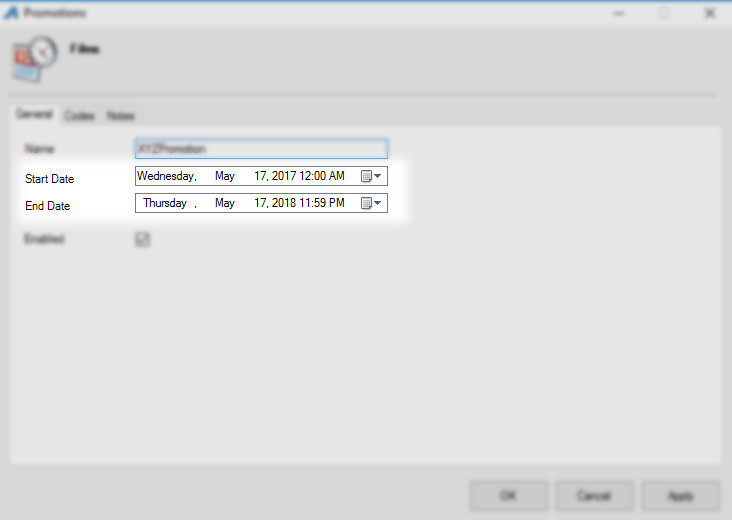 Promotions
Films
General Codes Notes
Name XYZPromotion
Start Date Wednesday, May 17, 2017 12:00 AM
End Date Thursday , May 17, 2018 11:59 PM
Enabled
OK Cancel Apply